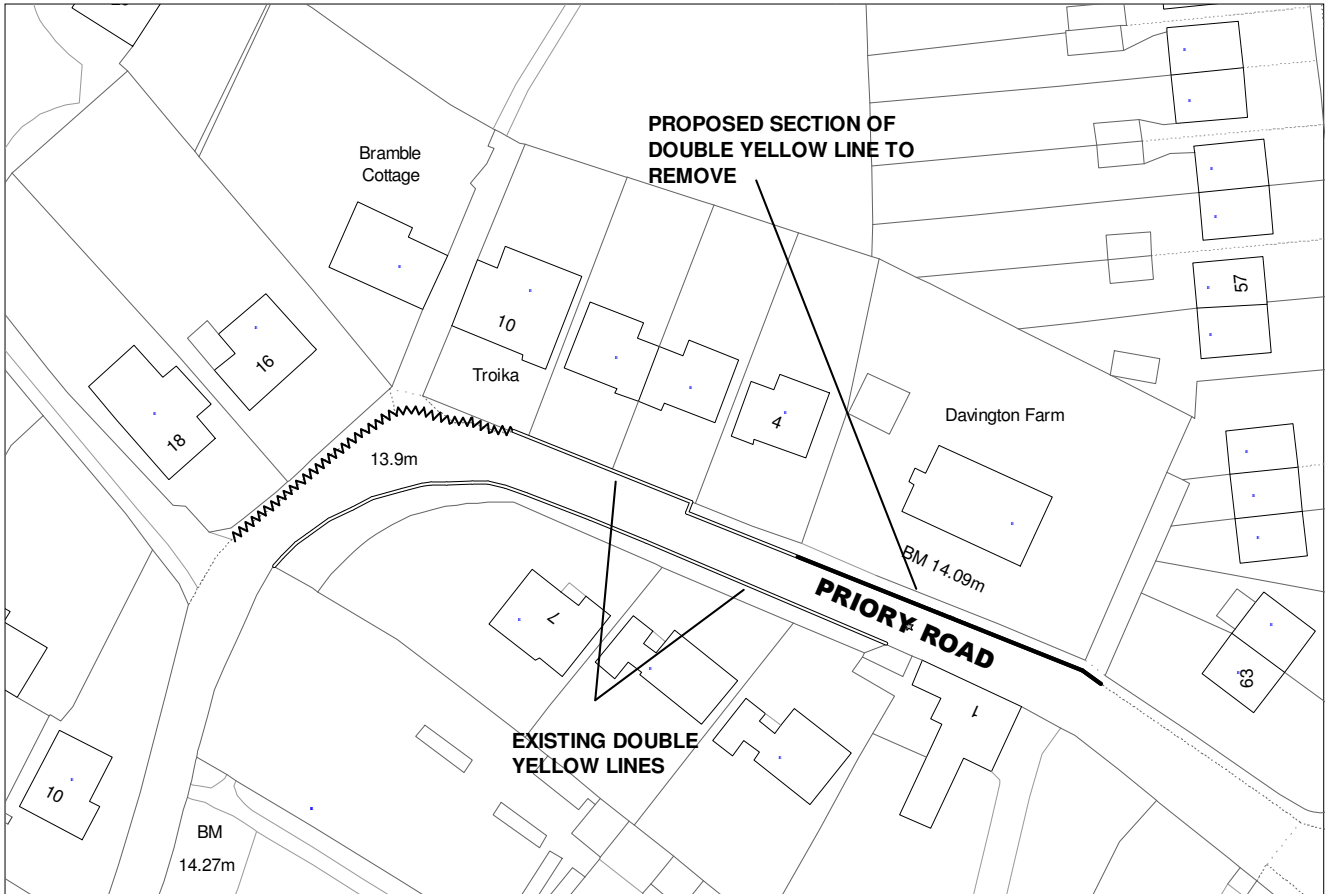 PROPOSED SECTION OF
DOUBLE YELLOW LINE TO
REMOVE
Bramble
Cottage
57
10
Troika
16
18
4
Davington Farm
13.9m
BM 14.09m
PRIORY ROAD
7
63
1
EXISTING DOUBLE
YELLOW LINES
10
BM
14.27m